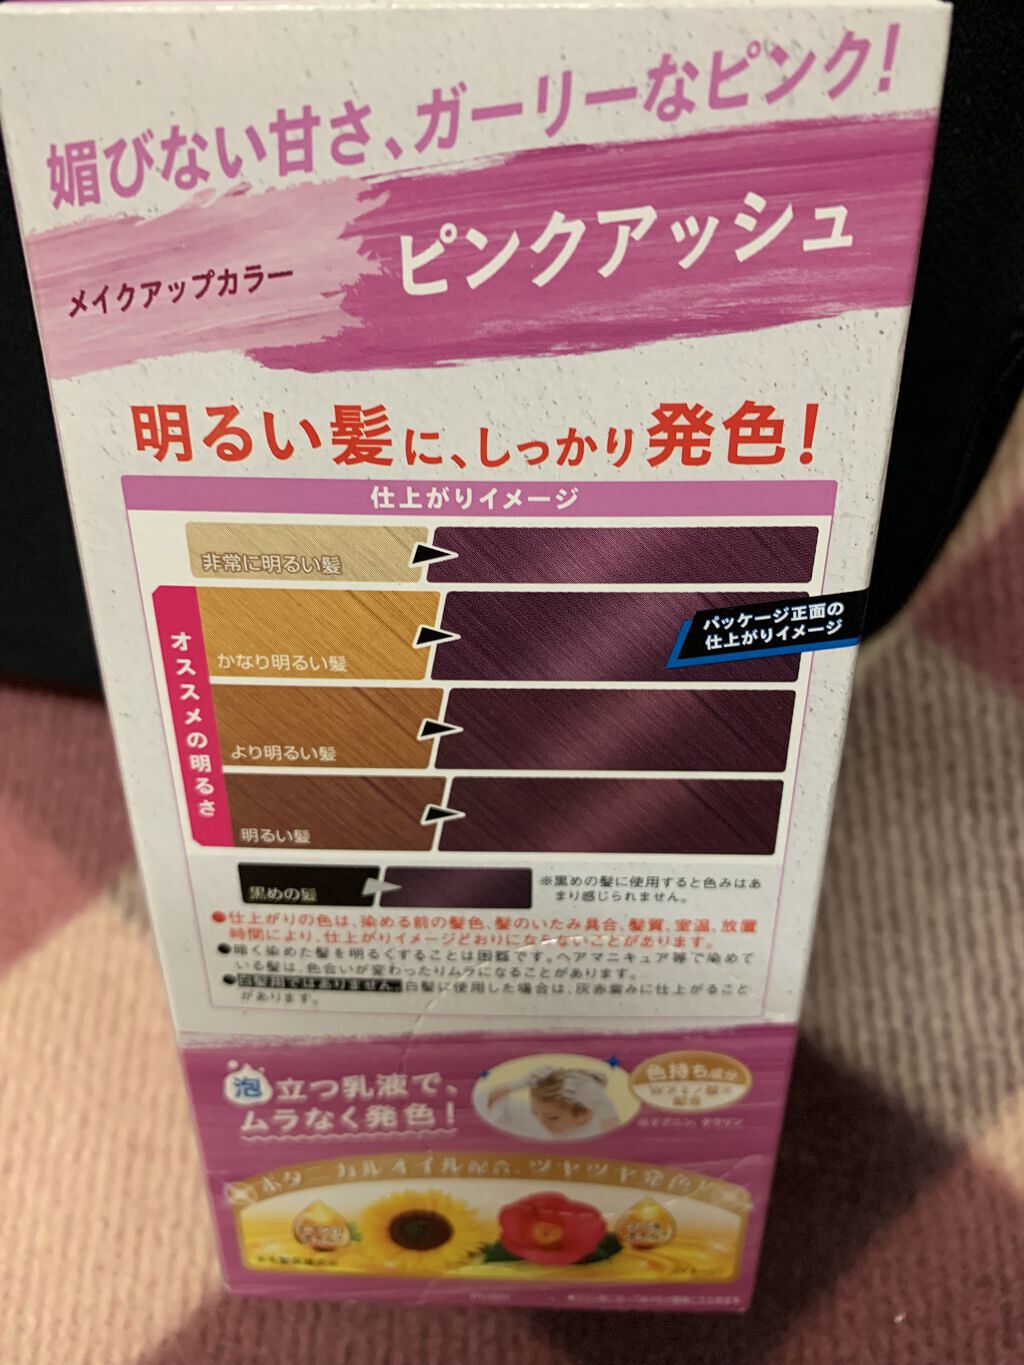 媚びない甘さ、ガーリーなピンク!
メイクアップカラー
ピンクアッシュ
明るい髪に、しっかり発色!
仕上がりイメージ
非常に明るい髪
かなり明るい髪
パッケージ正面の
仕上がりイメージ
オススメの明るさ
より明るい髪
明るい髪
黒めの髪
※黒めの髪に使用すると色みはあ
まり感じられません。
●仕上がりの色は、染める前の髪色、髪のいたみ具合、髪質、室温、放置
時間により、仕上がりイメージどおりにならないことがあります。
●暗く染めた髪を明るくすることは困難です。ヘアマニキュア等で染めて
いる髪は、色合いが変わったりムラになることがあります。
●白髪用ではありません。白髪に使用した場合は、灰赤紫みに仕上がること
があります。
泡立つ乳液で、
ムラなく発色!
色持ち成分
配合
ボタニカルオイル配合。ツヤツヤ発色!